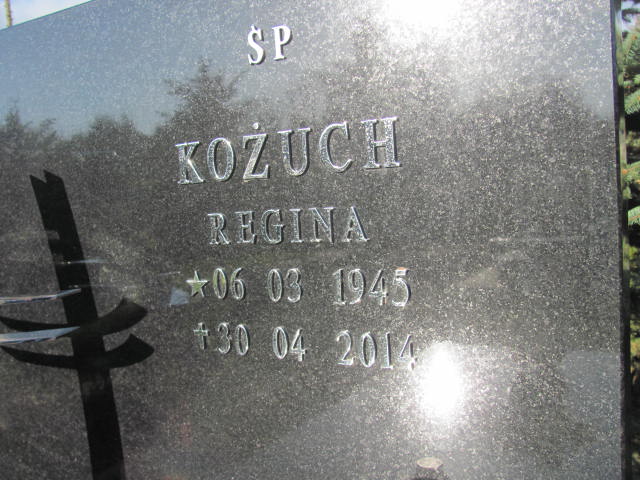 ŚP
KOŻUCH
REGINA
★06 03 1945
✝30 04 2014